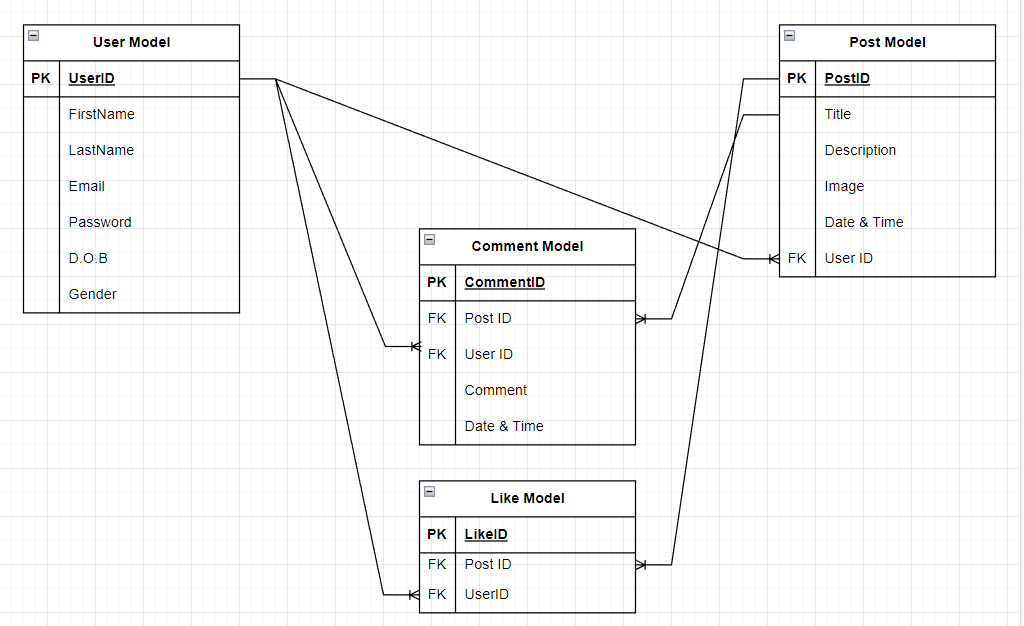 User Model
PK UserID
FirstName
LastName
Email
Password
D.O.B
Gender
Post Model
PK PostID
Title
Description
Image
Date & Time
FK User ID
Comment Model
PK CommentID
FK Post ID
FK User ID
Comment
Date & Time
Like Model
PK LikeID
FK Post ID
FK UserID